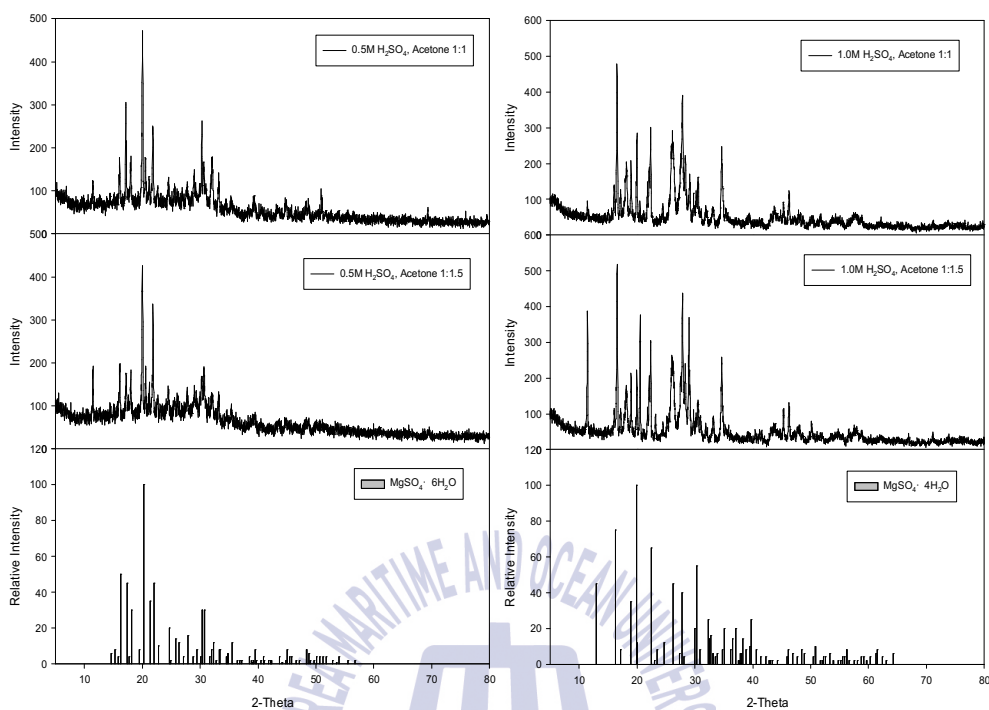 500
400
300
200
100
Intensity
0.5M H₂SO₄, Acetone 1:1
500
400
300
200
100
Intensity
0.5M H₂SO₄, Acetone 1:1.5
120
100
80
60
40
20
0
Relative Intensity
MgSO₄· 6H₂O
10 20 30 40 50 60 70 80
2-Theta
600
500
400
300
200
100
Intensity
1.0M H₂SO₄, Acetone 1:1
600
500
400
300
200
100
Intensity
1.0M H₂SO₄, Acetone 1:1.5
120
100
80
60
40
20
0
Relative Intensity
MgSO₄· 4H₂O
10 20 30 40 50 60 70 80
2-Theta
MARITIME AND OCEAN